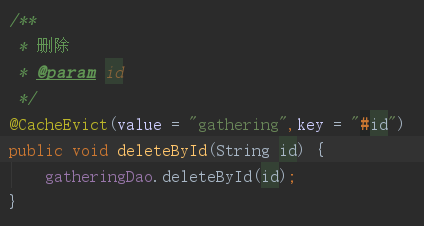 /**
 * 删除
 * @param id
 */
@CacheEvict(value = "gathering",key = "#id")
public void deleteById(String id) {
    gatheringDao.deleteById(id);
}